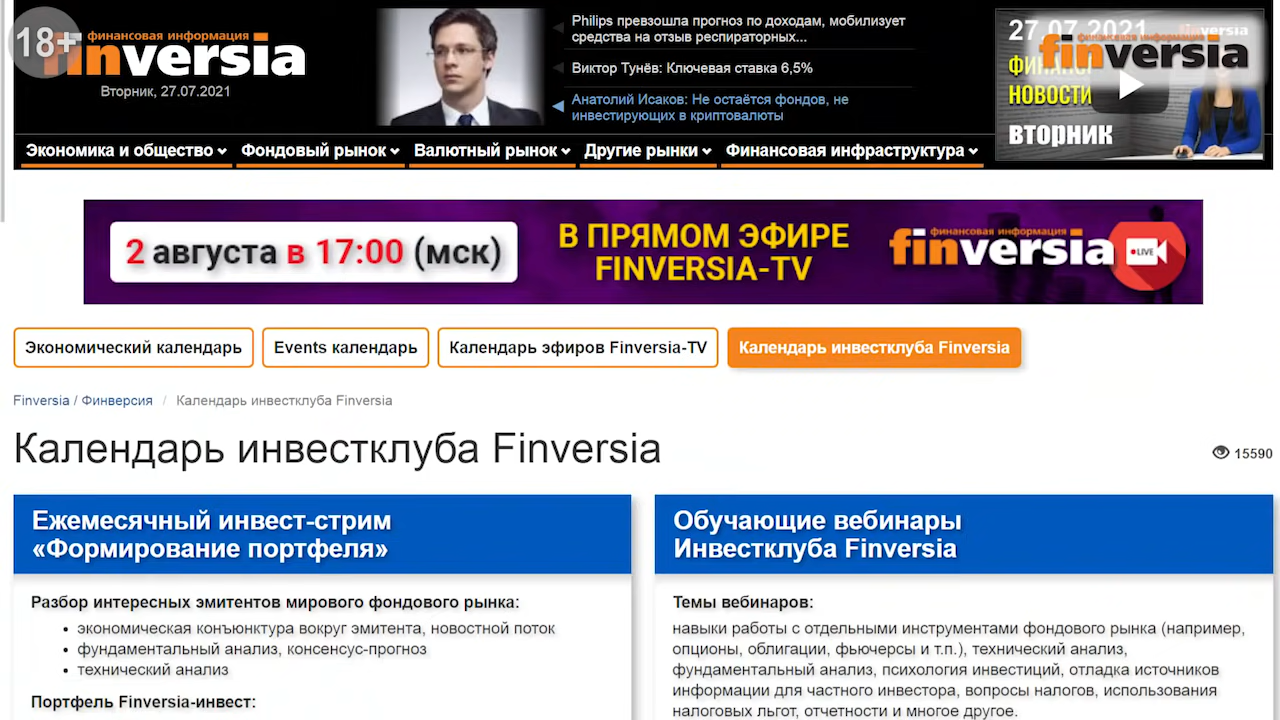 18+
финансовая информация
finversia
Вторник, 27.07.2021
Philips превзошла прогноз по доходам, мобилизует
средства на отзыв респираторных...
Виктор Тунёв: Ключевая ставка 6,5%
Анатолий Исаков: Не остаётся фондов, не
инвестирующих в криптовалюты
27.07.2021
finversia
финансовая информация
finversia
НОВОСТИ
вторник
Экономика и общество
Фондовый рынок
Валютный рынок
Другие рынки
Финансовая инфраструктура
2 августа в 17:00 (мск)
В ПРЯМОМ ЭФИРЕ
FINVERSIA-TV
финансовая информация
finversia
LIVE
Экономический календарь
Events календарь
Календарь эфиров Finversia-TV
Календарь инвестклуба Finversia
Finversia / Финверсия / Календарь инвестклуба Finversia
Календарь инвестклуба Finversia
15590
Ежемесячный инвест-стрим
«Формирование портфеля»
Разбор интересных эмитентов мирового фондового рынка:
• экономическая конъюнктура вокруг эмитента, новостной поток
• фундаментальный анализ, консенсус-прогноз
• технический анализ
Портфель Finversia-инвест:
Обучающие вебинары
Инвестклуба Finversia
Темы вебинаров:
навыки работы с отдельными инструментами фондового рынка (например,
опционы, облигации, фьючерсы и т.п.), технический анализ,
фундаментальный анализ, психология инвестиций, отладка источников
информации для частного инвестора, вопросы налогов, использования
налоговых льгот, отчетности и многое другое.